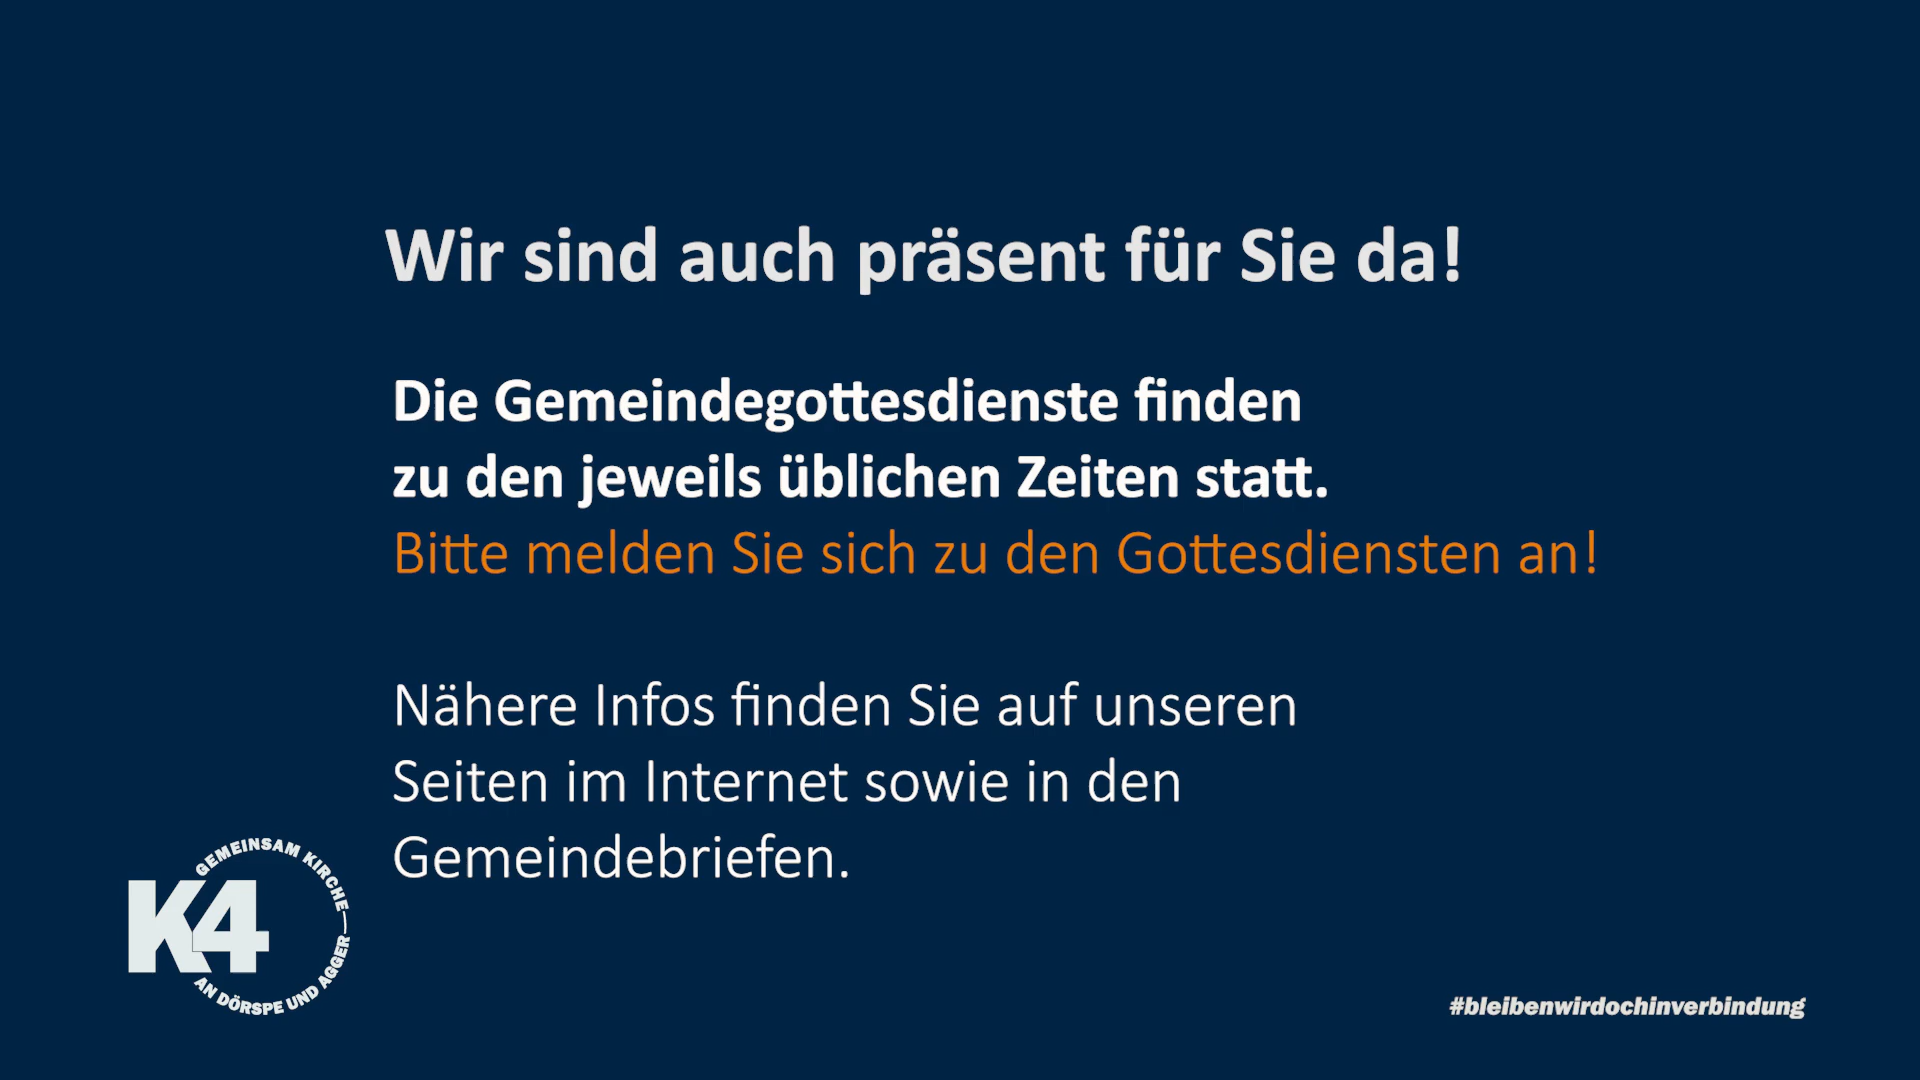 Wir sind auch präsent für Sie da!
Die Gemeindegottesdienste finden
zu den jeweils üblichen Zeiten statt.
Bitte melden Sie sich zu den Gottesdiensten an!
Nähere Infos finden Sie auf unseren
Seiten im Internet sowie in den
Gemeindebriefen.
GEMEINSAM KIRCHE
K4
AN DÖRSPE UND AGGER
#bleibenwirdochinverbindung